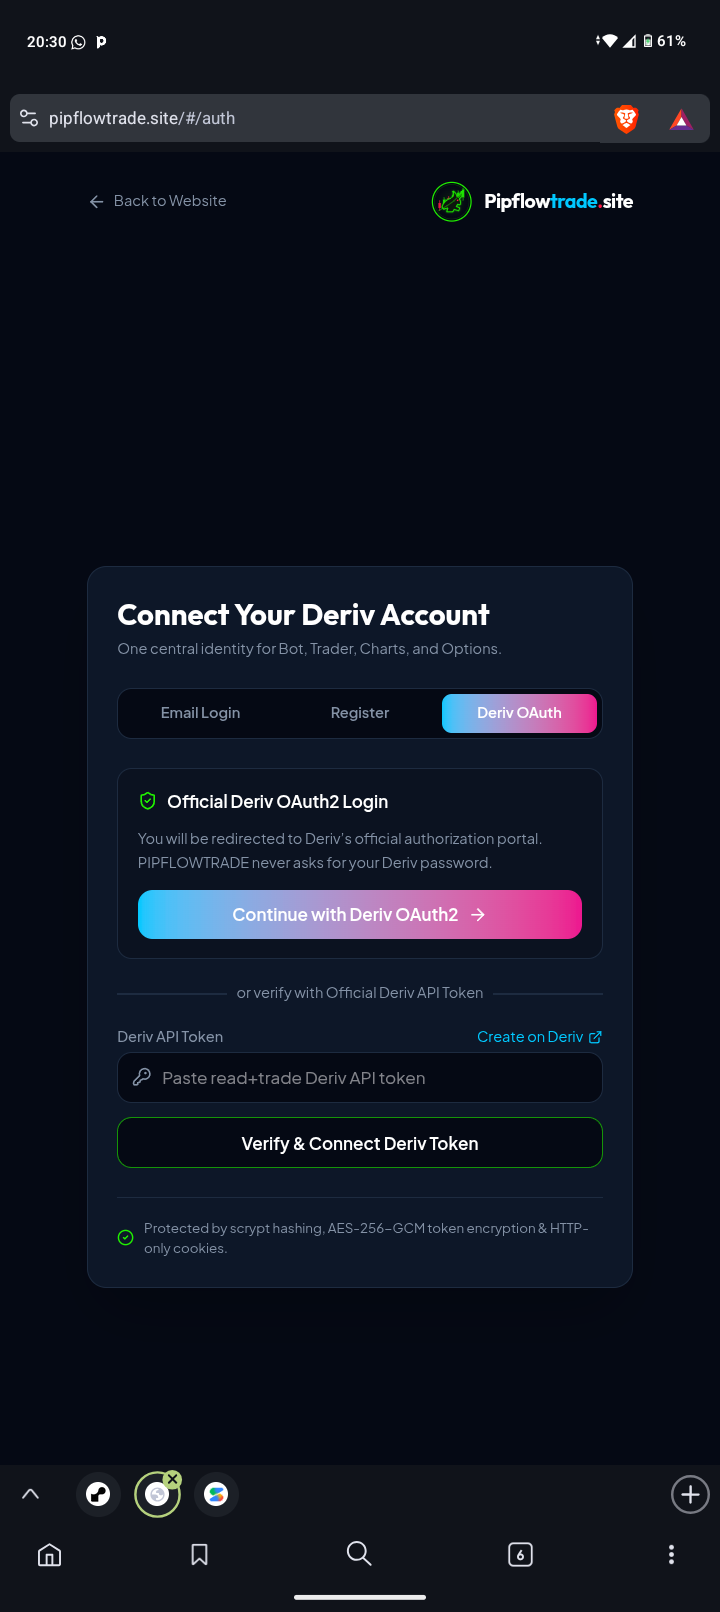 20:30
61%
pipflowtrade.site/#/auth
Back to Website
Pipflowtrade.site
Connect Your Deriv Account
One central identity for Bot, Trader, Charts, and Options.
Email Login
Register
Deriv OAuth
Official Deriv OAuth2 Login
You will be redirected to Deriv's official authorization portal.
PIPFLOWTRADE never asks for your Deriv password.
Continue with Deriv OAuth2
or verify with Official Deriv API Token
Deriv API Token
Create on Deriv
Paste read+trade Deriv API token
Verify & Connect Deriv Token
Protected by scrypt hashing, AES-256-GCM token encryption & HTTP-
only cookies.
6